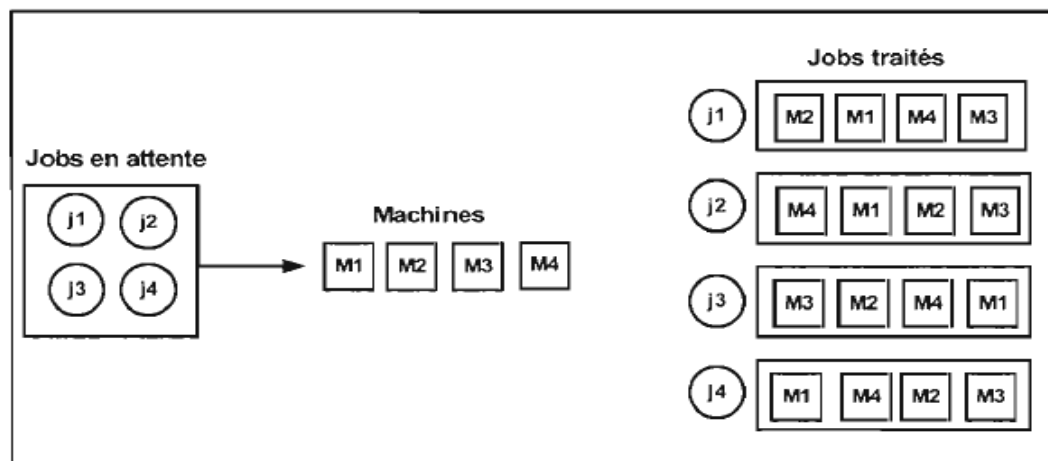 Jobs traités
j1 M2 M1 M4 M3
Jobs en attente
j1 j2
j2 M4 M1 M2 M3
Machines
j3 j4
M1 M2 M3 M4
j3 M3 M2 M4 M1
j4 M1 M4 M2 M3